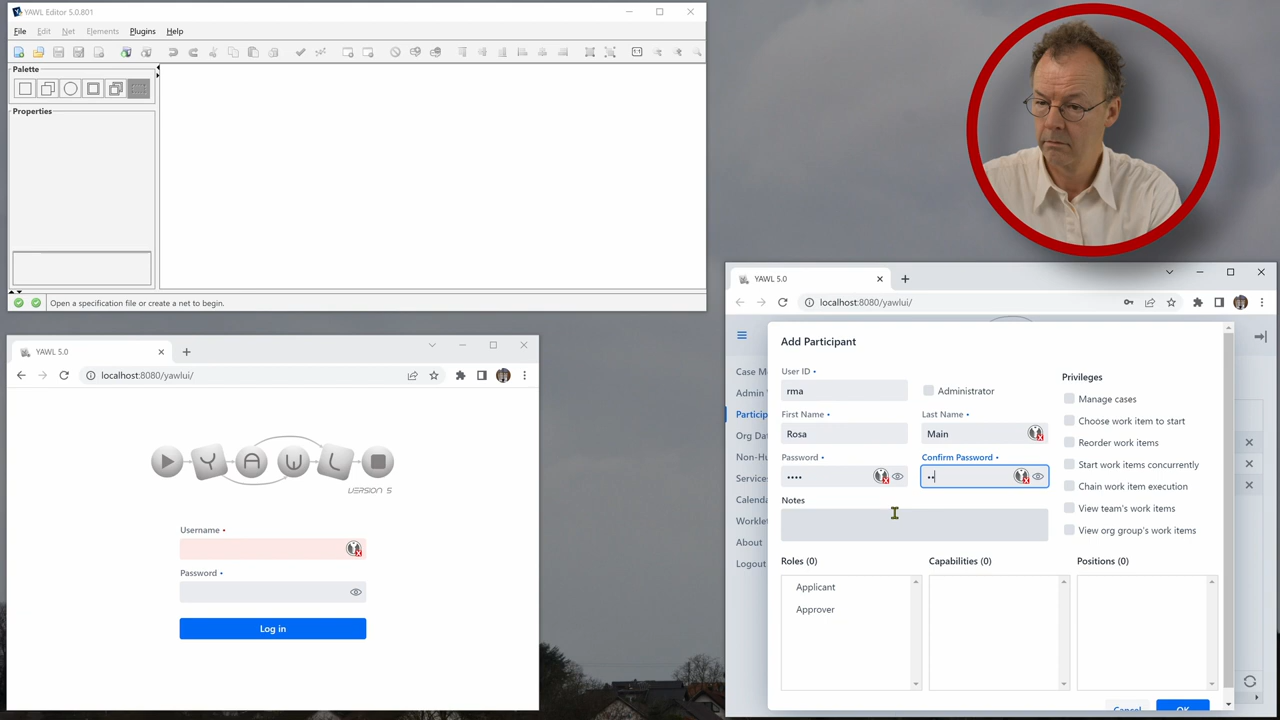 YAWL Editor 5.0.801
File Edit Net Elements Plugins Help
Palette
Properties
Open a specification file or create a net to begin.
YAWL 5.0
localhost:8080/yawlui/
Y A W L
VERSION 5
Username •
Password •
Log in
YAWL 5.0
localhost:8080/yawlui/
Case M
Admin
Particip
Org Dat
Non-Hu
Services
Calenda
Worklet
About
Logout
Add Participant
User ID •
rma
Administrator
First Name •
Last Name •
Rosa
Main
Password •
Confirm Password •
••••
••
Notes
Privileges
Manage cases
Choose work item to start
Reorder work items
Start work items concurrently
Chain work item execution
View team's work items
View org group's work items
Roles (0)
Capabilities (0)
Positions (0)
Applicant
Approver
Cancel
OK